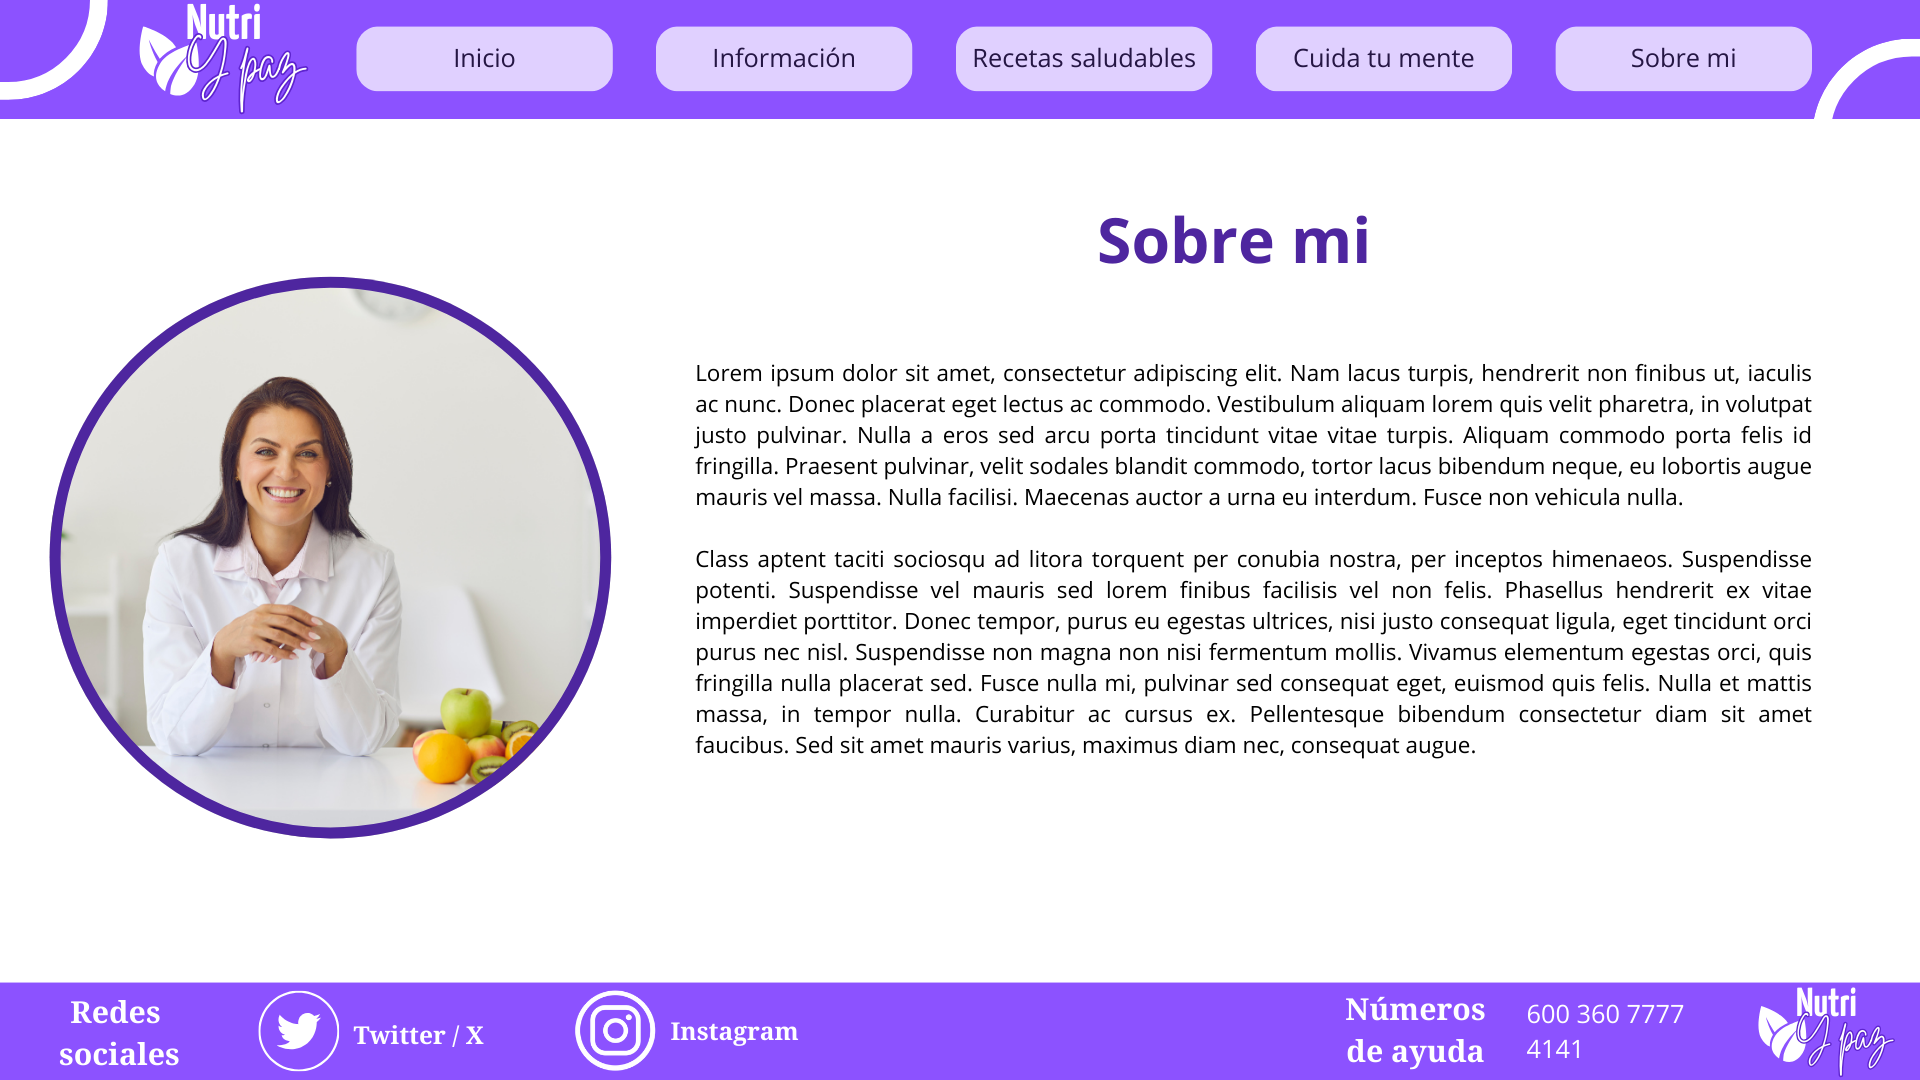 Nutri
Y paz
Inicio
Información
Recetas saludables
Cuida tu mente
Sobre mi
Sobre mi
Lorem ipsum dolor sit amet, consectetur adipiscing elit. Nam lacus turpis, hendrerit non finibus ut, iaculis
ac nunc. Donec placerat eget lectus ac commodo. Vestibulum aliquam lorem quis velit pharetra, in volutpat
justo pulvinar. Nulla a eros sed arcu porta tincidunt vitae vitae turpis. Aliquam commodo porta felis id
fringilla. Praesent pulvinar, velit sodales blandit commodo, tortor lacus bibendum neque, eu lobortis augue
mauris vel massa. Nulla facilisi. Maecenas auctor a urna eu interdum. Fusce non vehicula nulla.
Class aptent taciti sociosqu ad litora torquent per conubia nostra, per inceptos himenaeos. Suspendisse
potenti. Suspendisse vel mauris sed lorem finibus facilisis vel non felis. Phasellus hendrerit ex vitae
imperdiet porttitor. Donec tempor, purus eu egestas ultrices, nisi justo consequat ligula, eget tincidunt orci
purus nec nisl. Suspendisse non magna non nisi fermentum mollis. Vivamus elementum egestas orci, quis
fringilla nulla placerat sed. Fusce nulla mi, pulvinar sed consequat eget, euismod quis felis. Nulla et mattis
massa, in tempor nulla. Curabitur ac cursus ex. Pellentesque bibendum consectetur diam sit amet
faucibus. Sed sit amet mauris varius, maximus diam nec, consequat augue.
Redes
sociales
Twitter / X
Instagram
Números
de ayuda
600 360 7777
4141
Nutri
Y paz